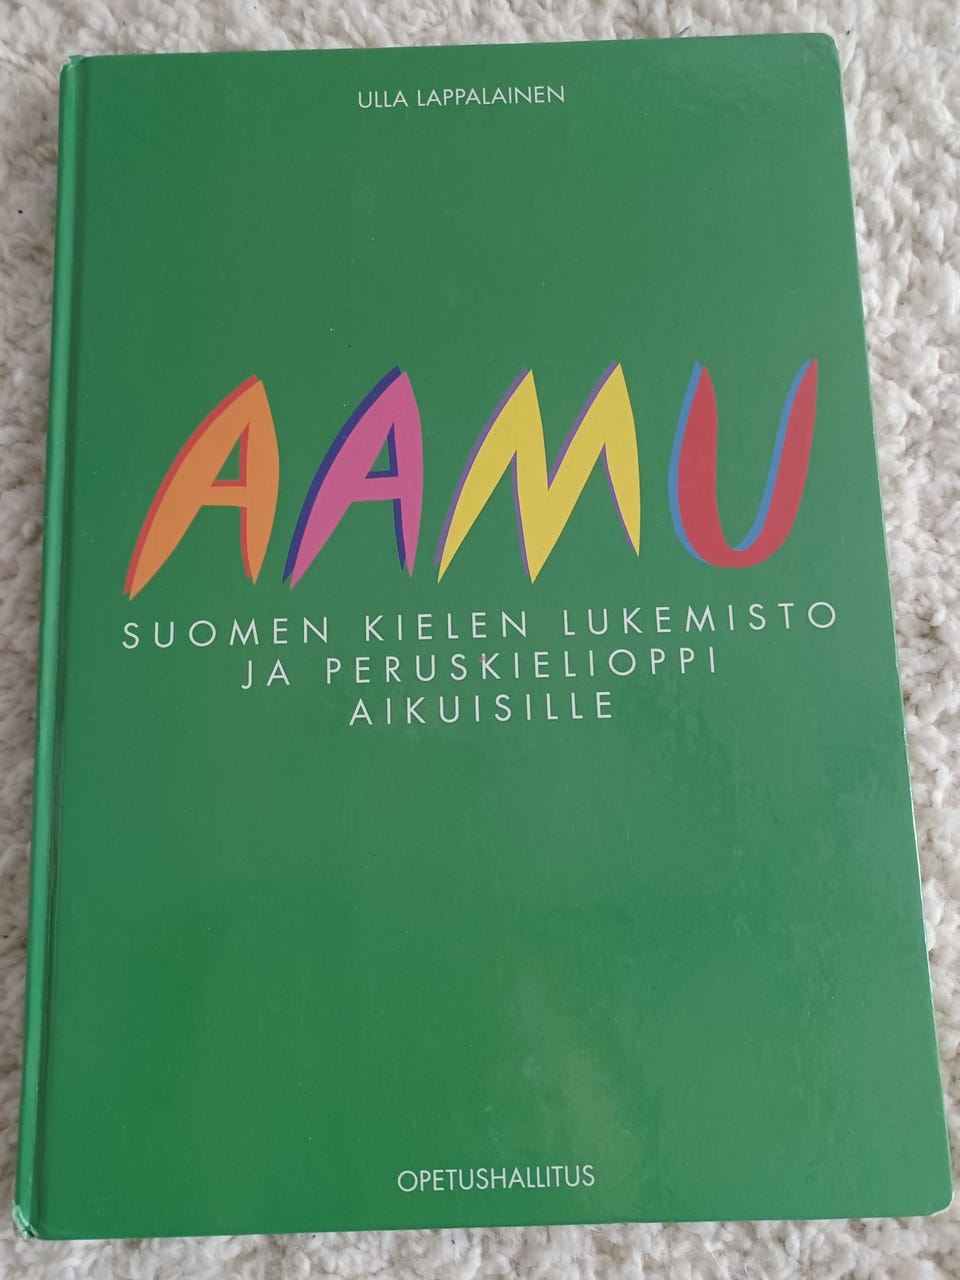 ULLA LAPPALAINEN
AAMU
SUOMEN KIELEN LUKEMISTO
JA PERUSKIELIOPPI
AIKUISILLE
OPETUSHALLITUS